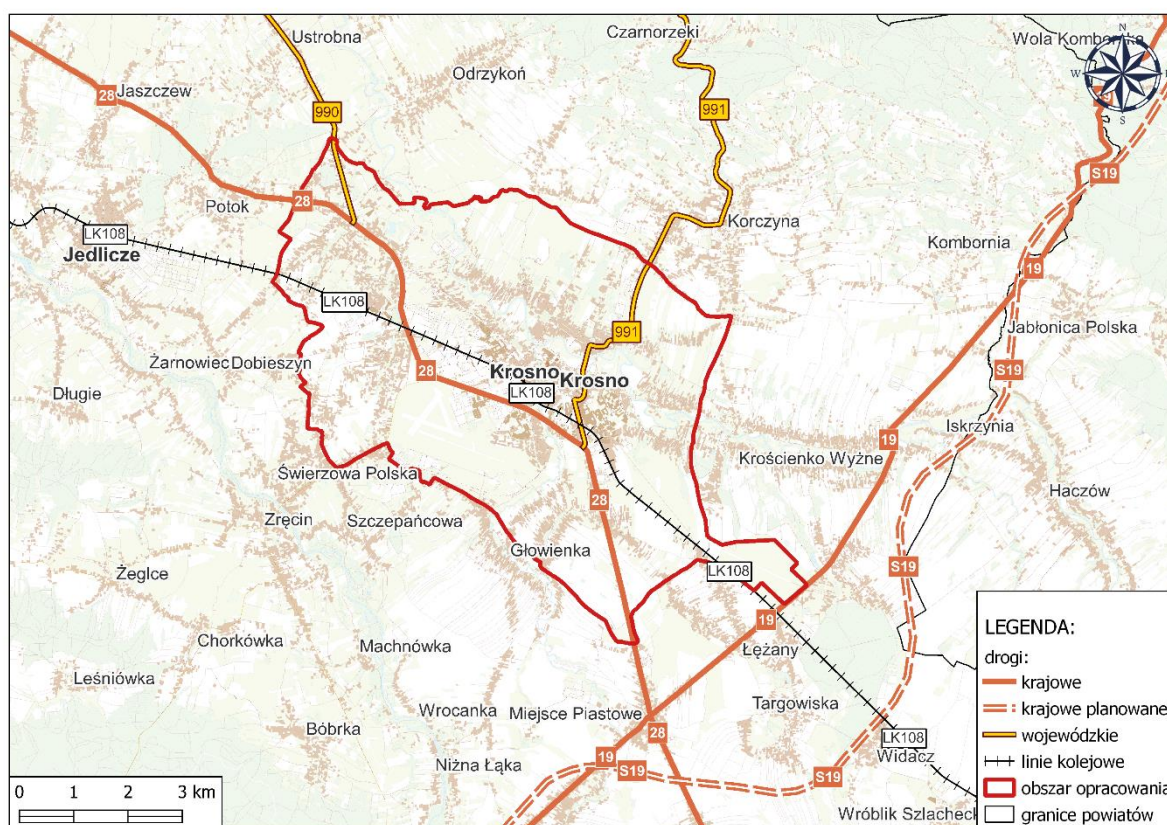 Ustrobna
Czarnorzeki
Wola Komborska
N
W
E
S
Odrzykoń
28
Jaszczew
990
991
19
S19
Potok
28
Korczyna
LK108
Jedlicze
Kombornia
19
LK108
991
Jabłonica Polska
Żarnowiec
Dobieszyn
28
Krosno
LK108
Krosno
S19
Długie
Iskrzynia
19
Krościenko Wyżne
Świerzowa Polska
Haczów
28
Zręcin
Szczepańcowa
Głowienka
LK108
S19
Żeglce
19
Łężany
Chorkówka
Machnówka
Leśniówka
Targowiska
Wrocanka
Miejsce Piastowe
Bóbrka
28
LK108
Widacz
Niżna Łąka
19
S19
S19
Wróblik Szlacheck
0 1 2 3 km
LEGENDA:
drogi:
krajowe
krajowe planowane
wojewódzkie
linie kolejowe
obszar opracowania
granice powiatów